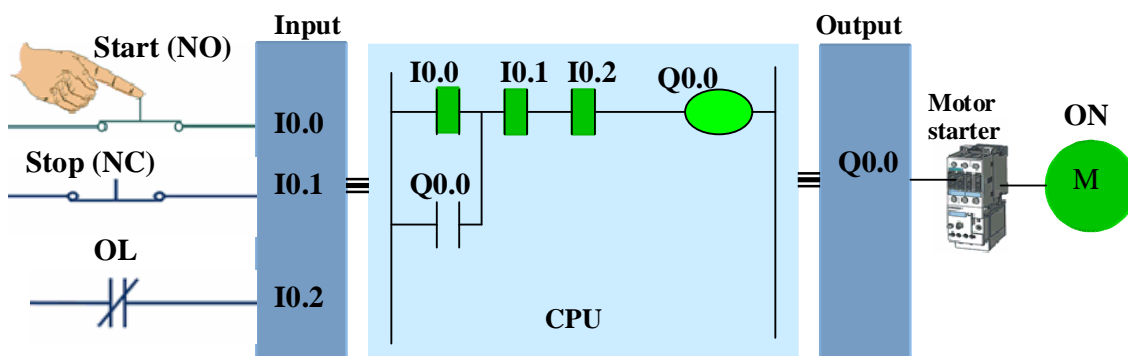 Start (NO)
Input
I0.0
Stop (NC)
I0.1
OL
I0.2
I0.0
I0.1
I0.2
Q0.0
Q0.0
CPU
Output
Q0.0
Motor
starter
ON
M